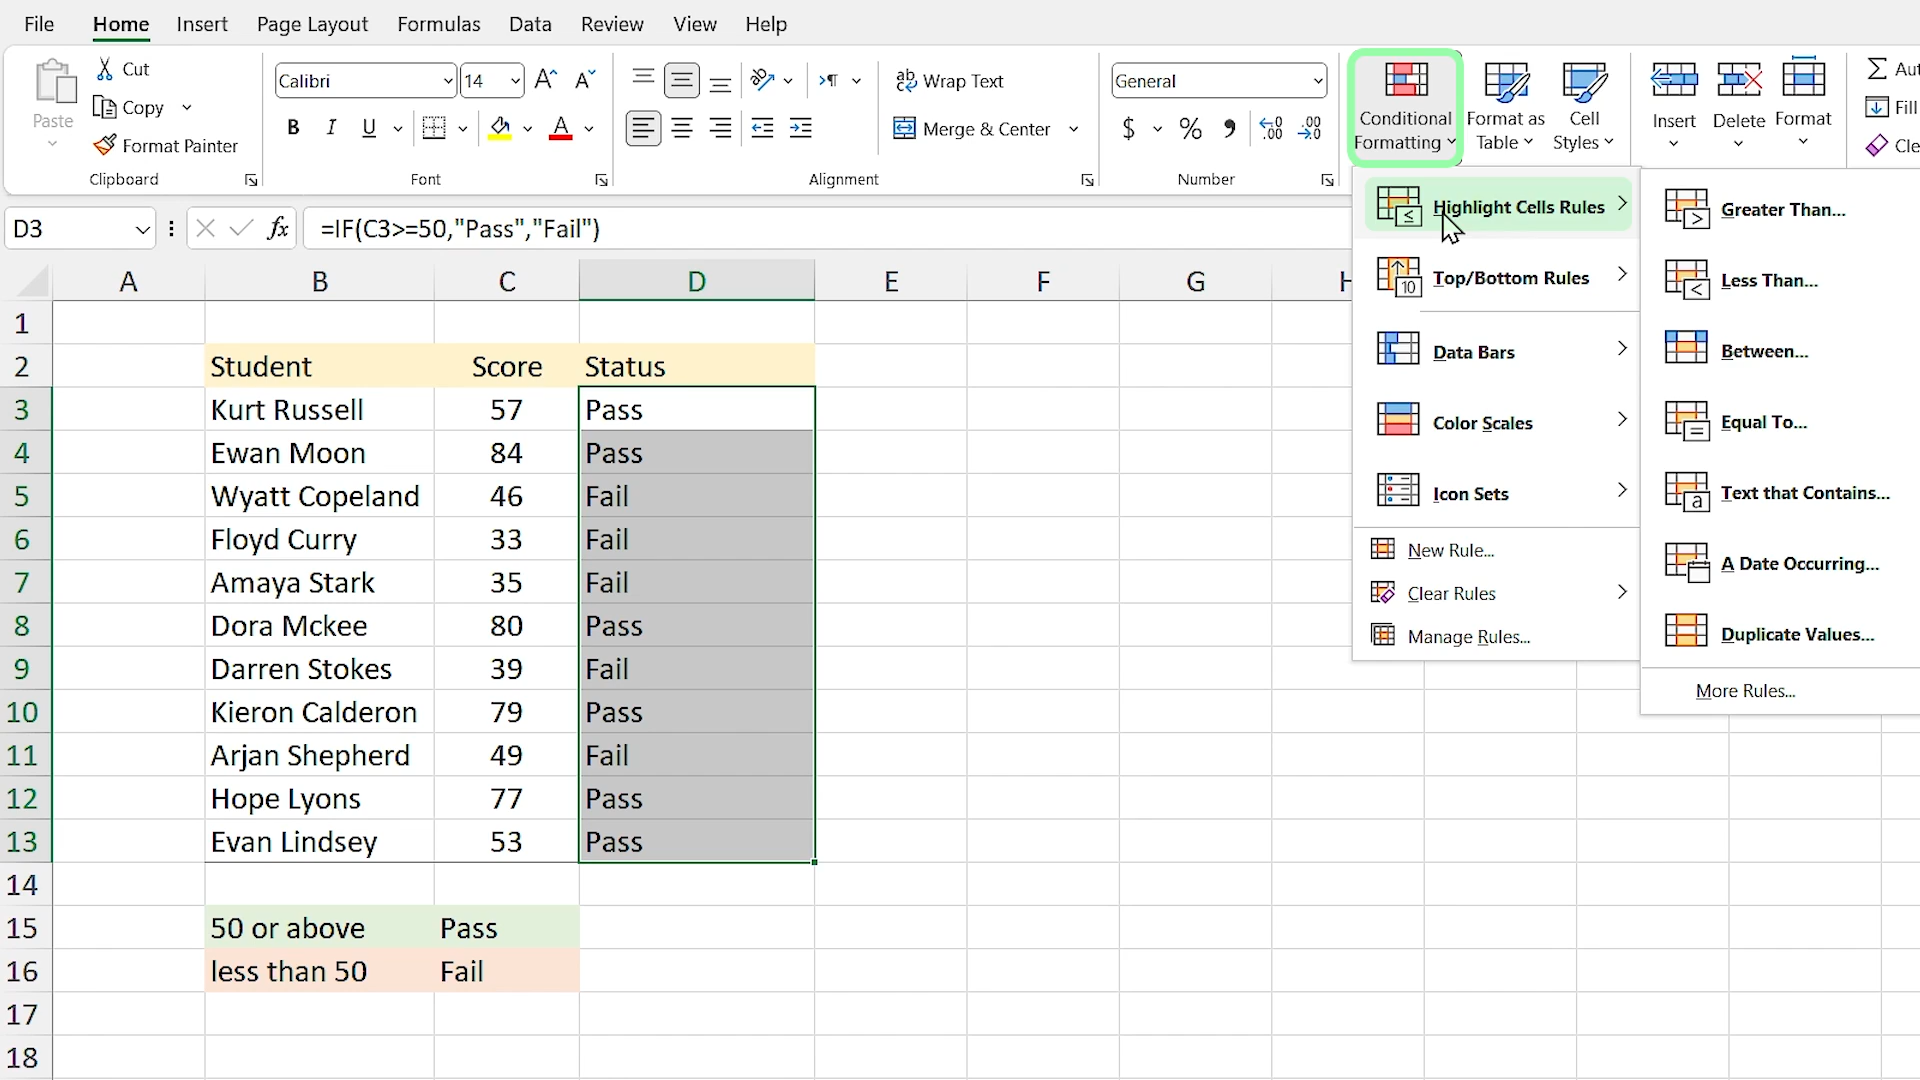 File Home Insert Page Layout Formulas Data Review View Help
Paste
Cut
Copy
Format Painter
Clipboard
Calibri 14
B I U
Font
Wrap Text
Merge & Center
Alignment
General
$ % 9
Number
Conditional Formatting
Format as Table
Cell Styles
Insert
Delete
Format
Fill
D3 fx =IF(C3>=50,"Pass","Fail")
A B C D E F G
1
2 Student Score Status
3 Kurt Russell 57 Pass
4 Ewan Moon 84 Pass
5 Wyatt Copeland 46 Fail
6 Floyd Curry 33 Fail
7 Amaya Stark 35 Fail
8 Dora Mckee 80 Pass
9 Darren Stokes 39 Fail
10 Kieron Calderon 79 Pass
11 Arjan Shepherd 49 Fail
12 Hope Lyons 77 Pass
13 Evan Lindsey 53 Pass
14
15 50 or above Pass
16 less than 50 Fail
17
18
Highlight Cells Rules
Top/Bottom Rules
Data Bars
Color Scales
Icon Sets
New Rule...
Clear Rules
Manage Rules...
Greater Than...
Less Than...
Between...
Equal To...
Text that Contains...
A Date Occurring...
Duplicate Values...
More Rules...